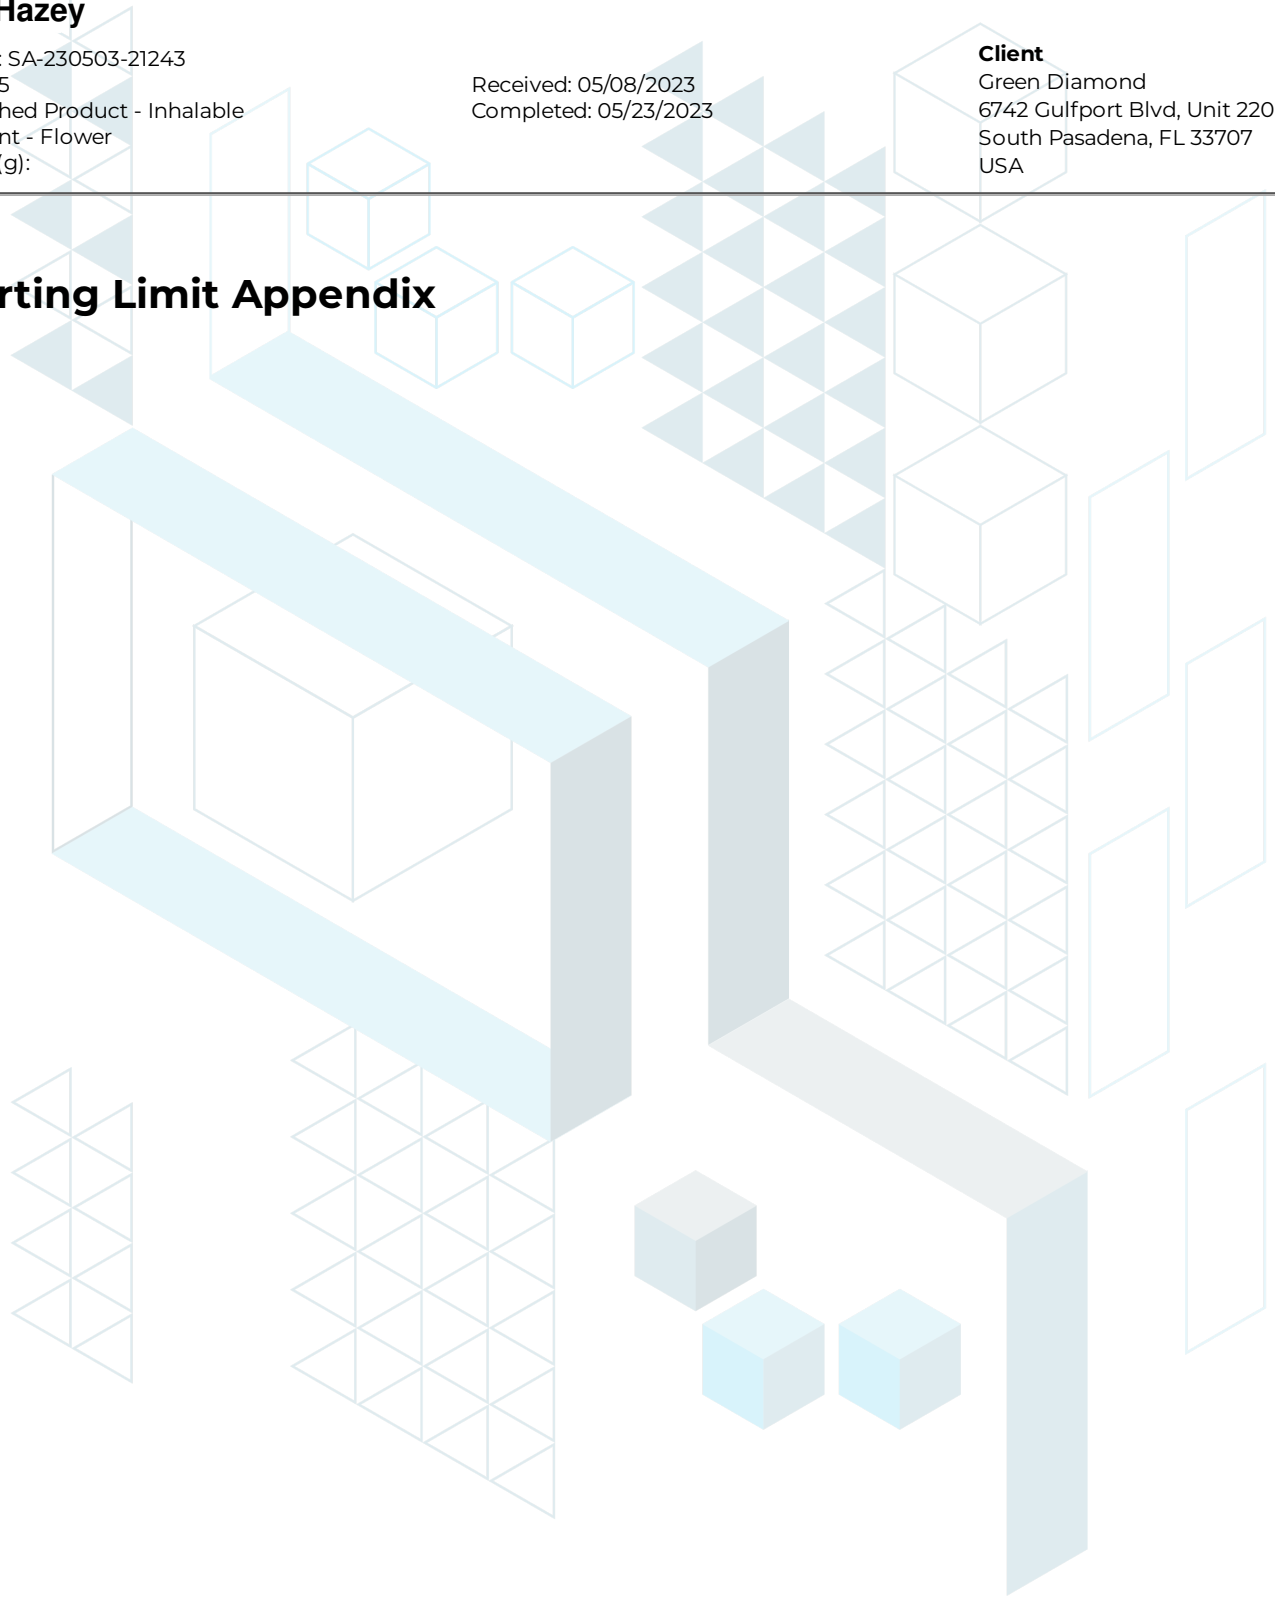 Hazey
: SA-230503-21243
5
hed Product - Inhalable
nt - Flower
(g):
Received: 05/08/2023
Completed: 05/23/2023
Client
Green Diamond
6742 Gulfport Blvd, Unit 220
South Pasadena, FL 33707
USA
rting Limit Appendix